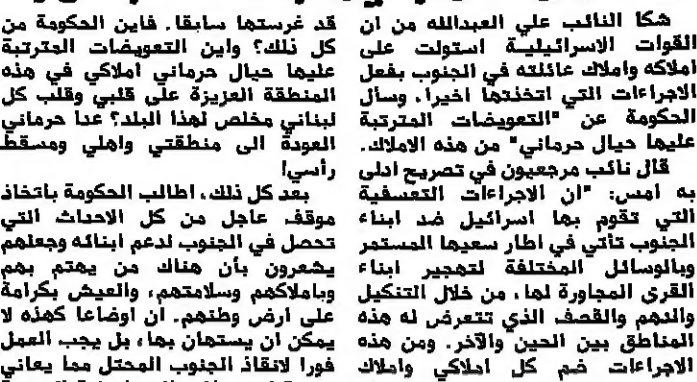 شكا النائب علي العبدالله من ان
القوات الاسرائيلية استولت على
املاكه واملاك عائلته في الجنوب بفعل
الاجراءات التي اتخذتها اخيرا. وسأل
الحكومة عن "التعويضات المترتبة
عليها حيال حرماني" من هذه الاملاك.
قال نائب مرجعيون في تصريح ادلى
به امس: "ان الاجراءات التعسفية
التي تقوم بها اسرائيل ضد ابناء
الجنوب تأتي في اطار سعيها المستمر
وبالوسائل المختلفة لتهجير ابناء
القرى المجاورة لها، من خلال التنكيل
والدهم والقصف الذي تتعرض له هذه
المناطق بين الحين والآخر. ومن هذه
الاجراءات ضم كل املاكي واملاك
قد غرستها سابقا. فاين الحكومة من
كل ذلك؟ واين التعويضات المترتبة
عليها حيال حرماني املاكي في هذه
المنطقة العزيزة على قلبي وقلب كل
لبناني مخلص لهذا البلد؟ عدا حرماني
العودة الى منطقتي واهلي ومسقط
رأسي!
بعد كل ذلك، اطالب الحكومة باتخاذ
موقف عاجل من كل الاحداث التي
تحصل في الجنوب لدعم ابنائه وجعلهم
يشعرون بأن هناك من يهتم بهم
وباملاكهم وسلامتهم، والعيش بكرامة
على ارض وطنهم. ان اوضاعا كهذه لا
يمكن ان يستهان بها، بل يجب العمل
فورا لانقاذ الجنوب المحتل مما يعاني